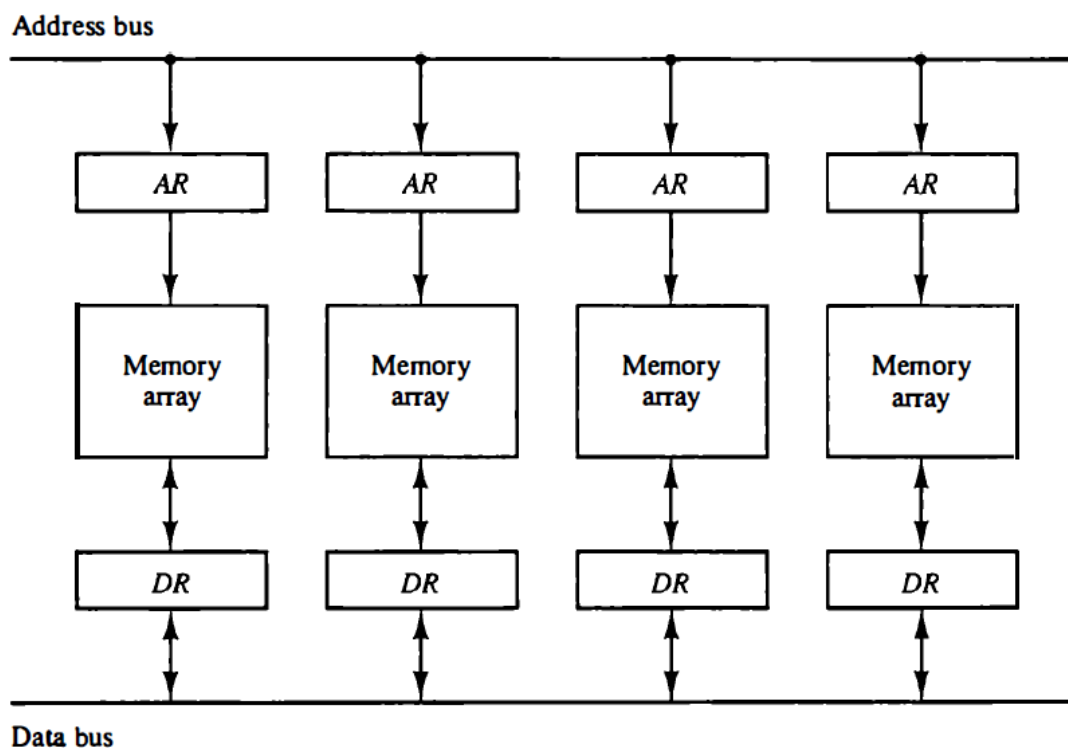 Address bus
AR AR AR AR
Memory array
Memory array
Memory array
Memory array
DR DR DR DR
Data bus